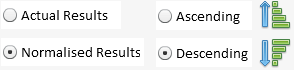 Actual Results
Ascending
Normalised Results
Descending